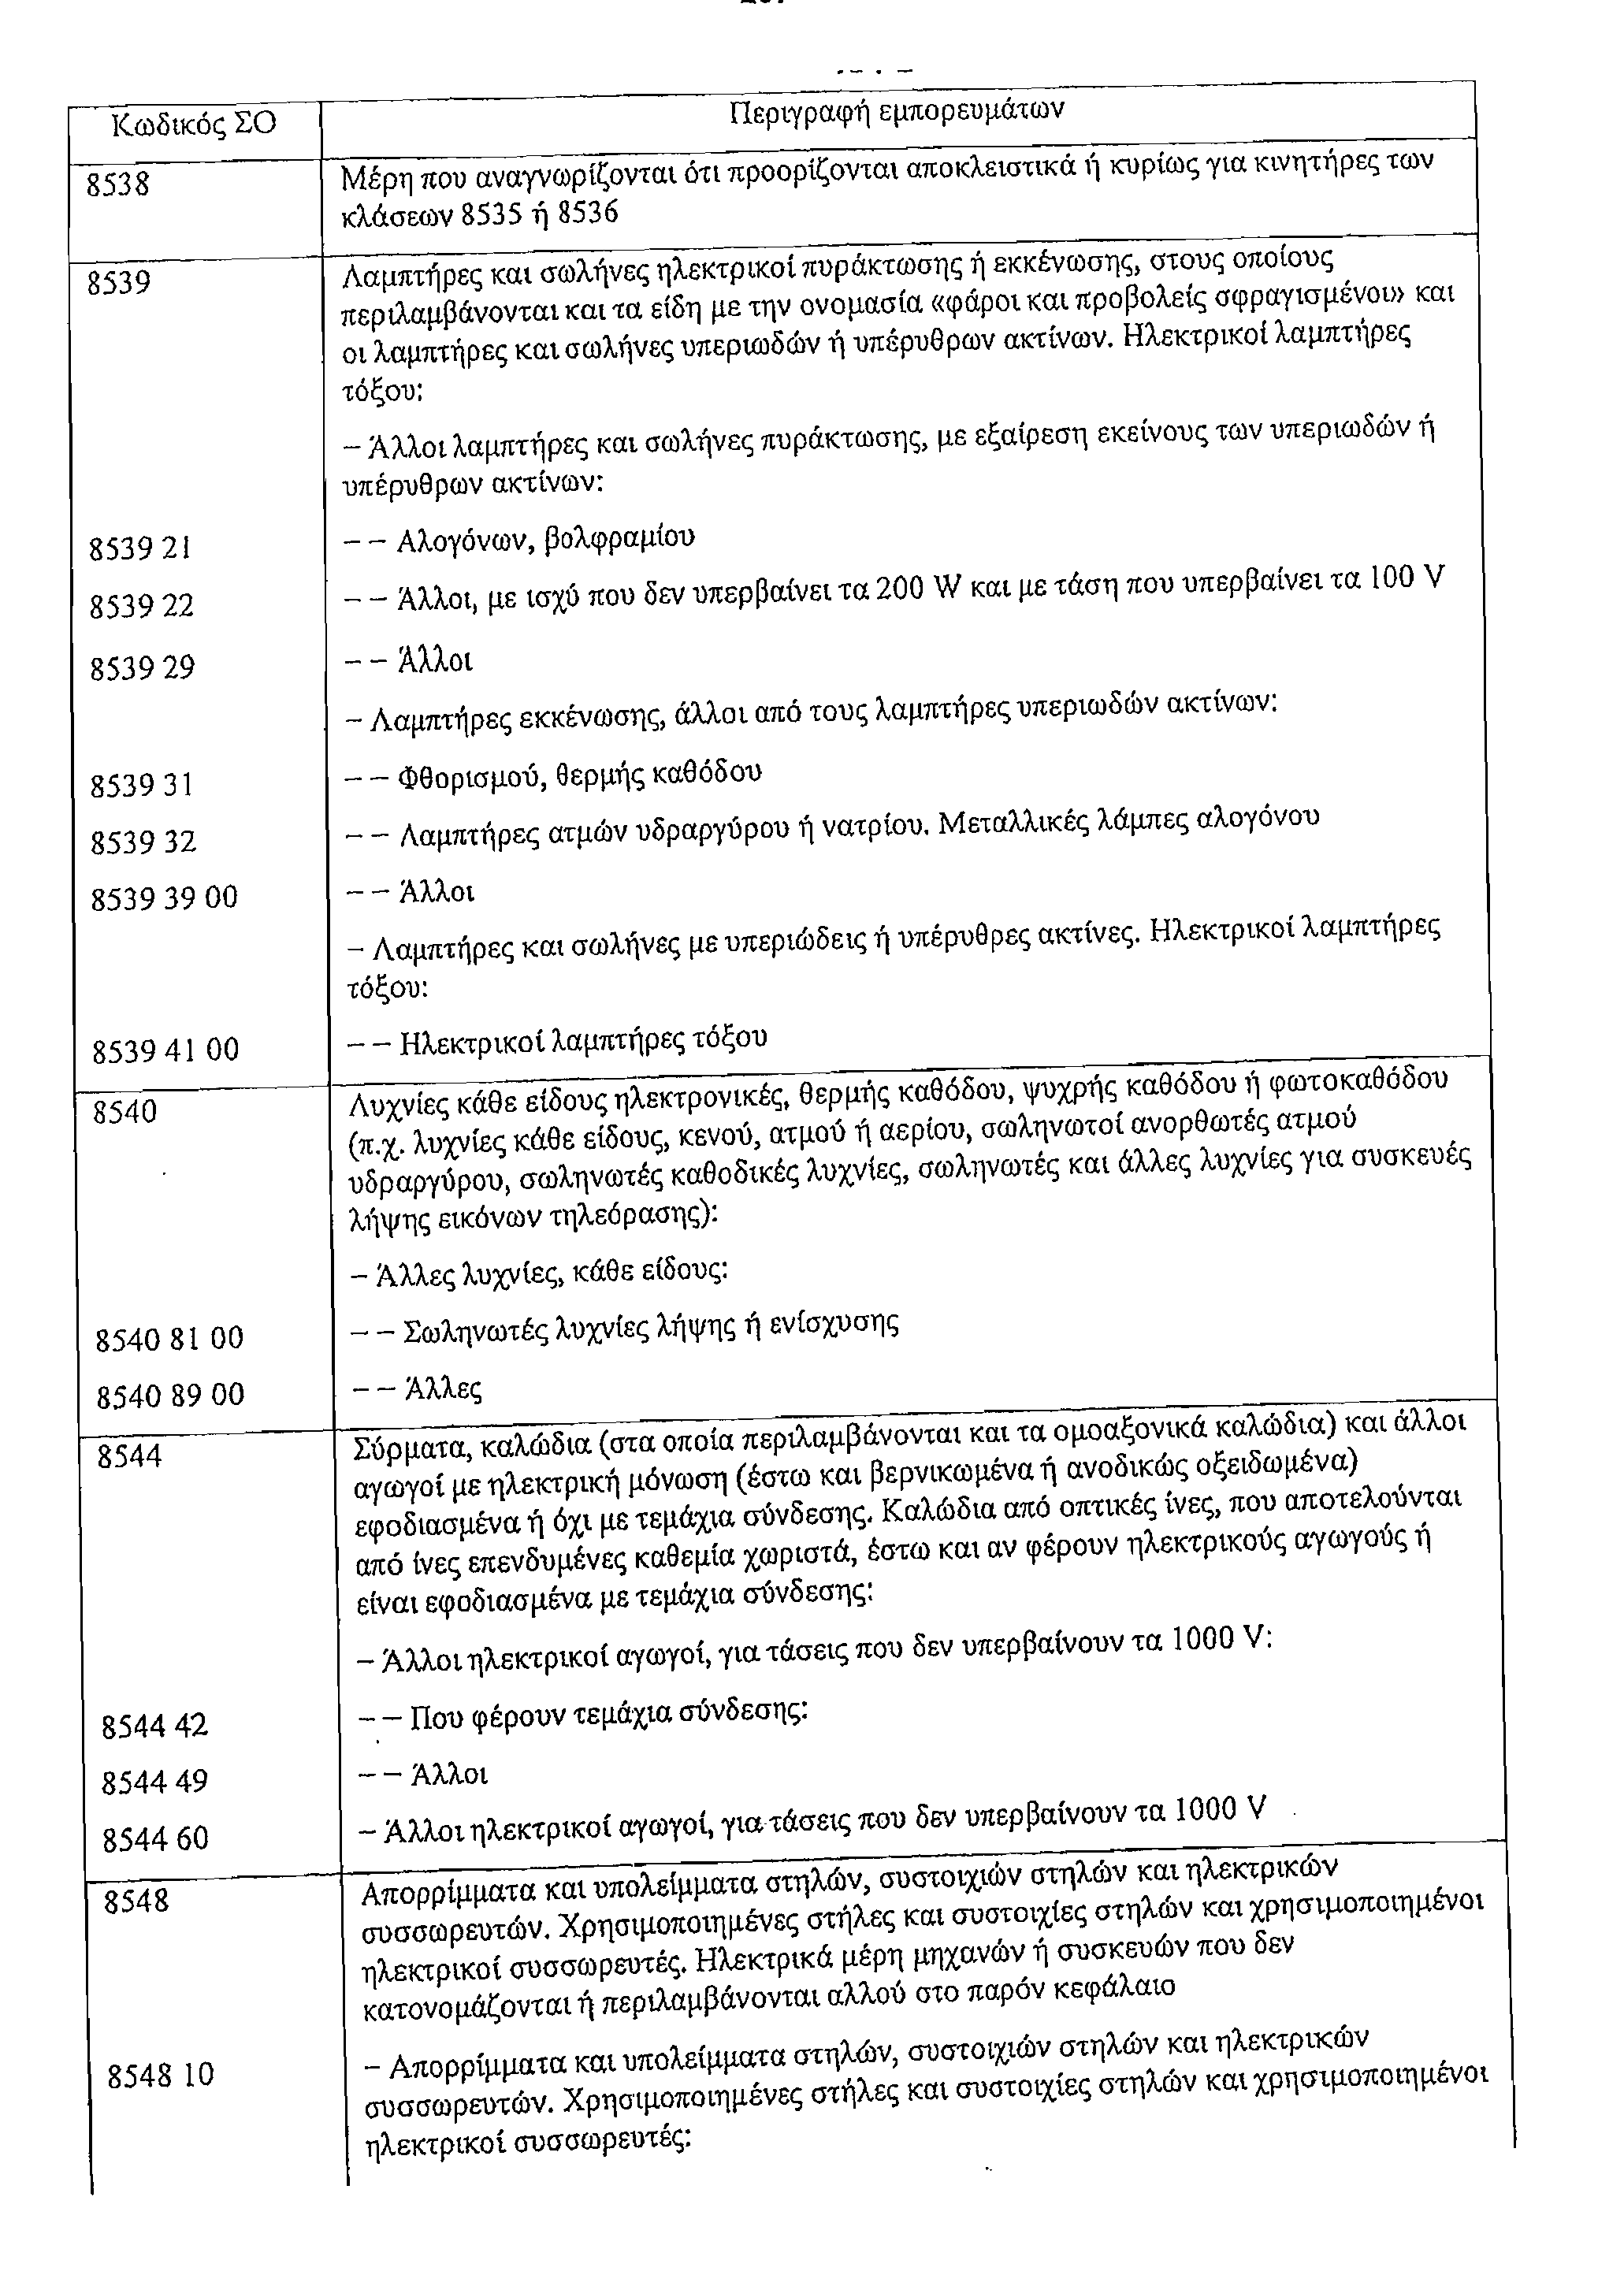 Κωδικός ΣΟ
Περιγραφή εμπορευμάτων
8538
Μέρη που αναγνωρίζονται ότι προορίζονται αποκλειστικά ή κυρίως για κινητήρες των
κλάσεων 8535 ή 8536
8539
Λαμπτήρες και σωλήνες ηλεκτρικοί πυράκτωσης ή εκκένωσης, στους οποίους
περιλαμβάνονται και τα είδη με την ονομασία «φάροι και προβολείς σφραγισμένοι» και
οι λαμπτήρες και σωλήνες υπεριωδών ή υπέρυθρων ακτίνων. Ηλεκτρικοί λαμπτήρες
τόξου:
– Άλλοι λαμπτήρες και σωλήνες πυράκτωσης, με εξαίρεση εκείνους των υπεριωδών ή
υπέρυθρων ακτίνων:
8539 21
– – Αλογόνων, βολφραμίου
8539 22
– – Άλλοι, με ισχύ που δεν υπερβαίνει τα 200 W και με τάση που υπερβαίνει τα 100 V
8539 29
– – Άλλοι
– Λαμπτήρες εκκένωσης, άλλοι από τους λαμπτήρες υπεριωδών ακτίνων:
8539 31
– – Φθορισμού, θερμής καθόδου
8539 32
– – Λαμπτήρες ατμών υδραργύρου ή νατρίου. Μεταλλικές λάμπες αλογόνου
8539 39 00
– – Άλλοι
– Λαμπτήρες και σωλήνες με υπεριώδεις ή υπέρυθρες ακτίνες. Ηλεκτρικοί λαμπτήρες
τόξου:
8539 41 00
– – Ηλεκτρικοί λαμπτήρες τόξου
8540
Λυχνίες κάθε είδους ηλεκτρονικές, θερμής καθόδου, ψυχρής καθόδου ή φωτοκαθόδου
(π.χ. λυχνίες κάθε είδους, κενού, ατμού ή αερίου, σωληνωτοί ανορθωτές ατμού
υδραργύρου, σωληνωτές καθοδικές λυχνίες, σωληνωτές και άλλες λυχνίες για συσκευές
λήψης εικόνων τηλεόρασης):
– Άλλες λυχνίες, κάθε είδους:
8540 81 00
– – Σωληνωτές λυχνίες λήψης ή ενίσχυσης
8540 89 00
– – Άλλες
8544
Σύρματα, καλώδια (στα οποία περιλαμβάνονται και τα ομοαξονικά καλώδια) και άλλοι
αγωγοί με ηλεκτρική μόνωση (έστω και βερνικωμένα ή ανοδικώς οξειδωμένα)
εφοδιασμένα ή όχι με τεμάχια σύνδεσης. Καλώδια από οπτικές ίνες, που αποτελούνται
από ίνες επενδυμένες καθεμία χωριστά, έστω και αν φέρουν ηλεκτρικούς αγωγούς ή
είναι εφοδιασμένα με τεμάχια σύνδεσης:
– Άλλοι ηλεκτρικοί αγωγοί, για τάσεις που δεν υπερβαίνουν τα 1000 V:
8544 42
– – Που φέρουν τεμάχια σύνδεσης:
8544 49
– – Άλλοι
8544 60
– Άλλοι ηλεκτρικοί αγωγοί, για τάσεις που δεν υπερβαίνουν τα 1000 V
8548
Απορρίμματα και υπολείμματα στηλών, συστοιχιών στηλών και ηλεκτρικών
συσσωρευτών. Χρησιμοποιημένες στήλες και συστοιχίες στηλών και χρησιμοποιημένοι
ηλεκτρικοί συσσωρευτές. Ηλεκτρικά μέρη μηχανών ή συσκευών που δεν
κατονομάζονται ή περιλαμβάνονται αλλού στο παρόν κεφάλαιο
8548 10
– Απορρίμματα και υπολείμματα στηλών, συστοιχιών στηλών και ηλεκτρικών
συσσωρευτών. Χρησιμοποιημένες στήλες και συστοιχίες στηλών και χρησιμοποιημένοι
ηλεκτρικοί συσσωρευτές: